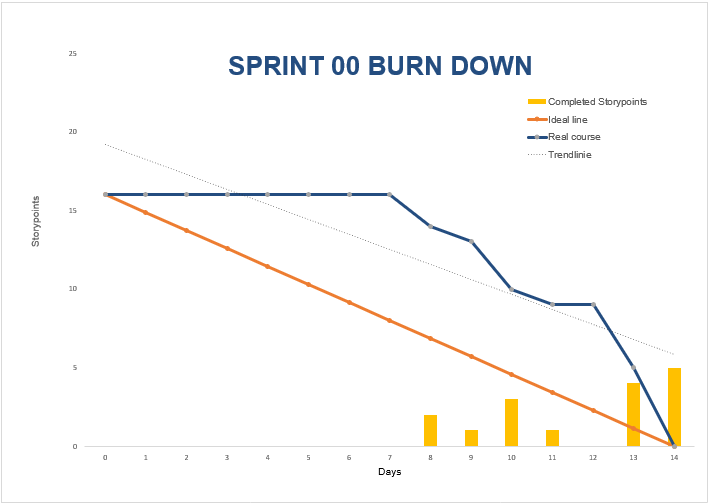 SPRINT 00 BURN DOWN
25
20
15
10
5
0
Storypoints
Completed Storypoints
Ideal line
Real course
Trendlinie
0 1 2 3 4 5 6 7 8 9 10 11 12 13 14
Days